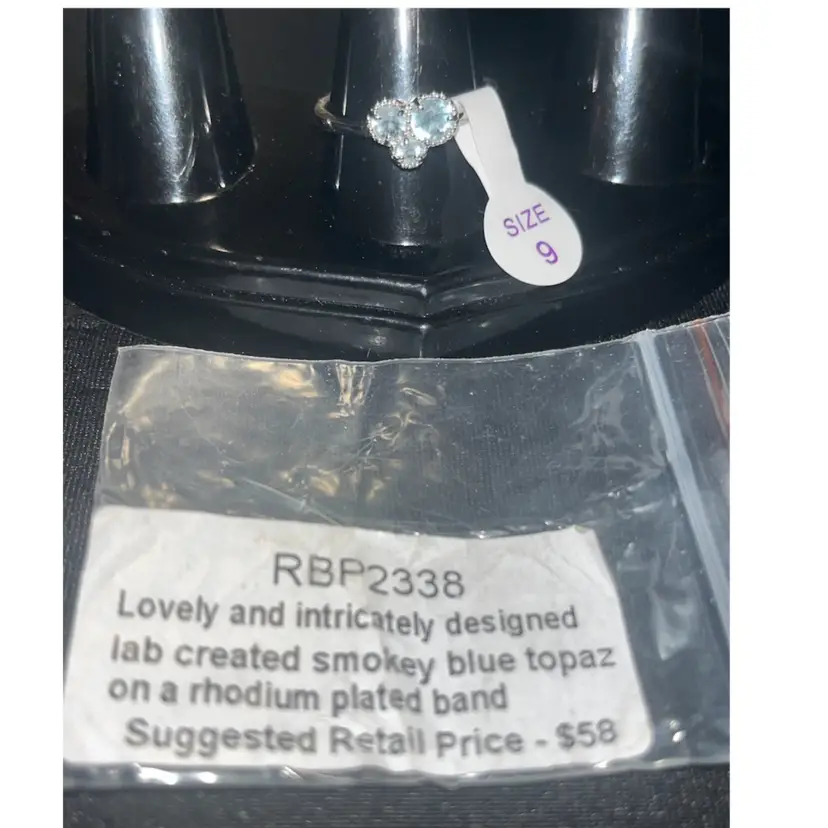 SIZE
9
RBP2338
Lovely and intricately designed
lab created smokey blue topaz
on a rhodium plated band
Suggested Retail Price - $58